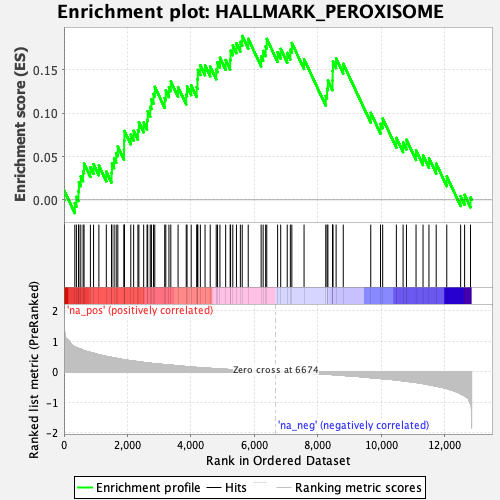 Enrichment plot: HALLMARK_PEROXISOME
Enrichment score (ES)
0.15
0.10
0.05
0.00
Ranked list metric (PreRanked)
'na_pos' (positively correlated)
2
1
0
-1
-2
Zero cross at 6674
'na_neg' (negatively correlated)
0
2,000
4,000
6,000
8,000
10,000
12,000
Rank in Ordered Dataset
Enrichment profile
Hits
Ranking metric scores